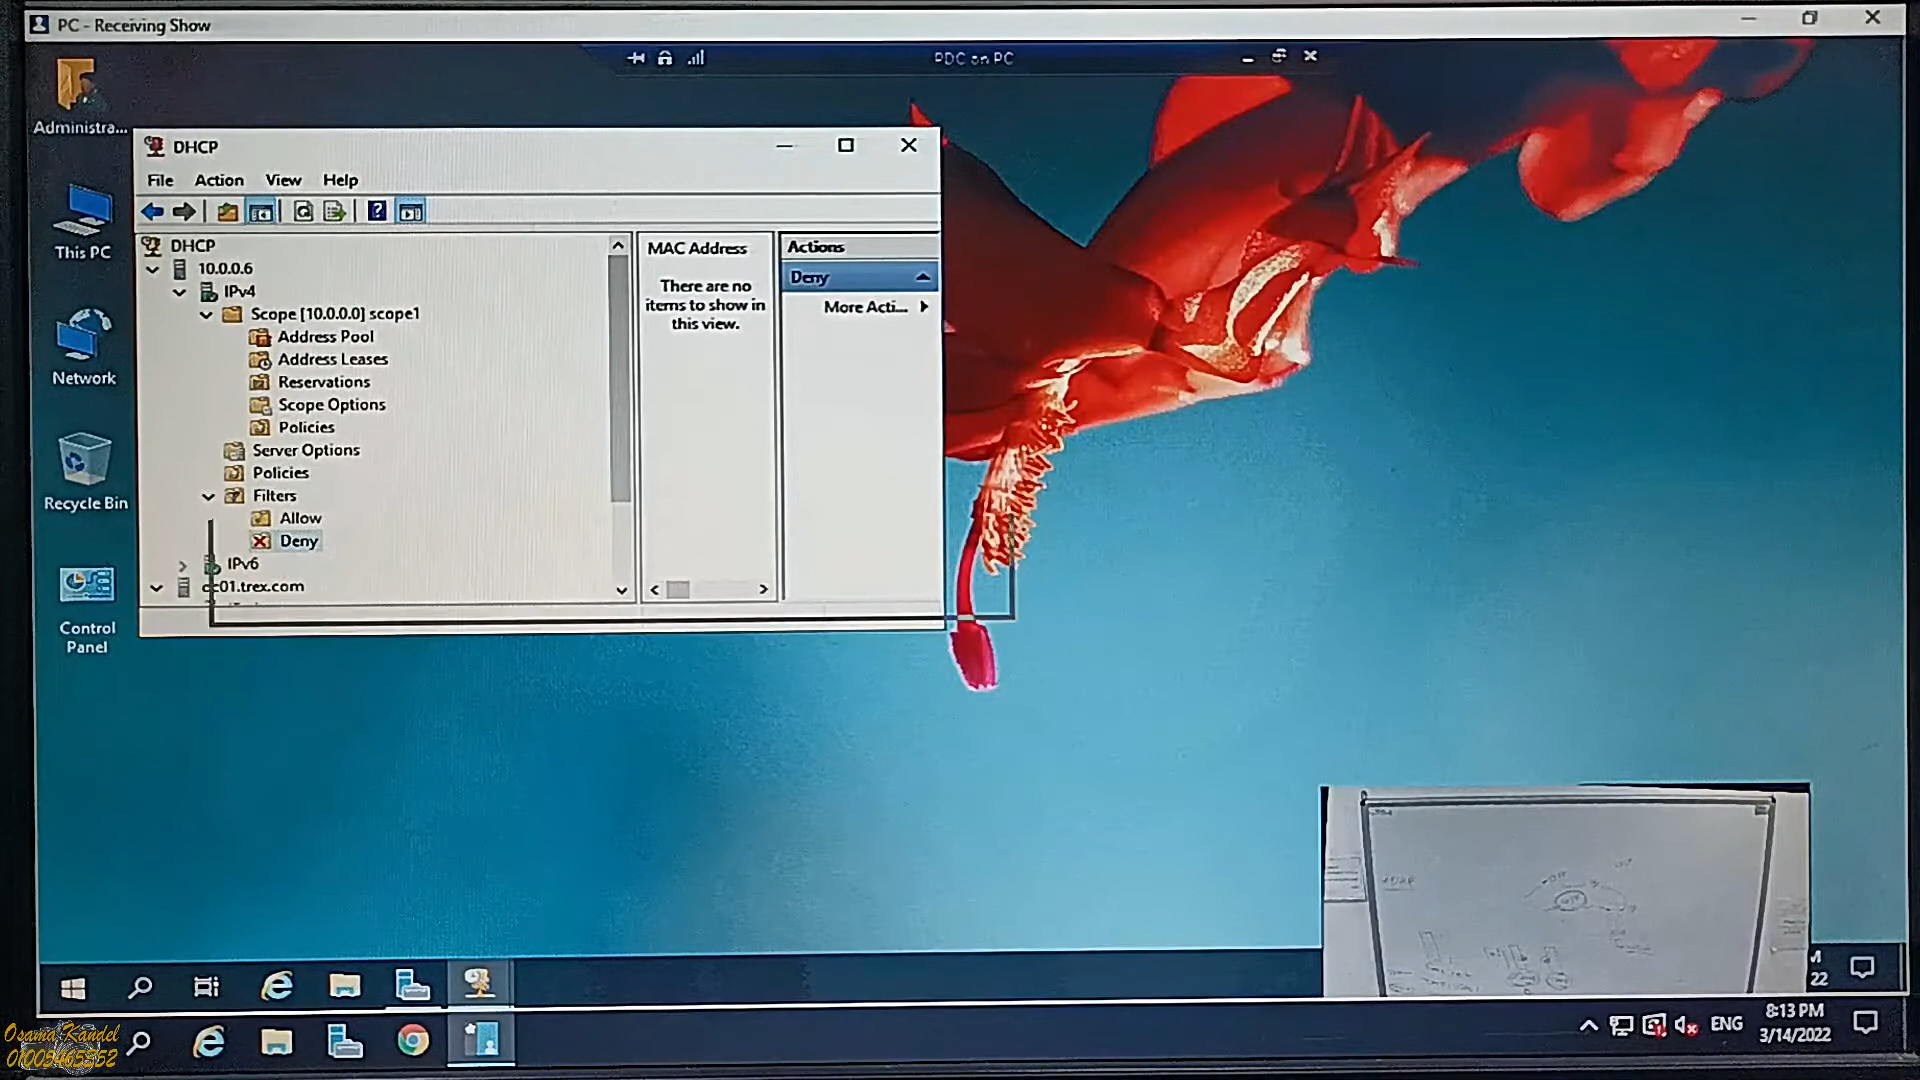 PC - Receiving Show
PDC on PC
Administra...
This PC
Network
Recycle Bin
Control
Panel
DHCP
File Action View Help
DHCP
10.0.0.6
IPv4
Scope [10.0.0.0] scope1
Address Pool
Address Leases
Reservations
Scope Options
Policies
Server Options
Policies
Filters
Allow
Deny
IPv6
dc01.trex.com
MAC Address
There are no
items to show in
this view.
Actions
Deny
More Acti...
22
ENG
8:13 PM
3/14/2022
Osama Kandel
01005465352